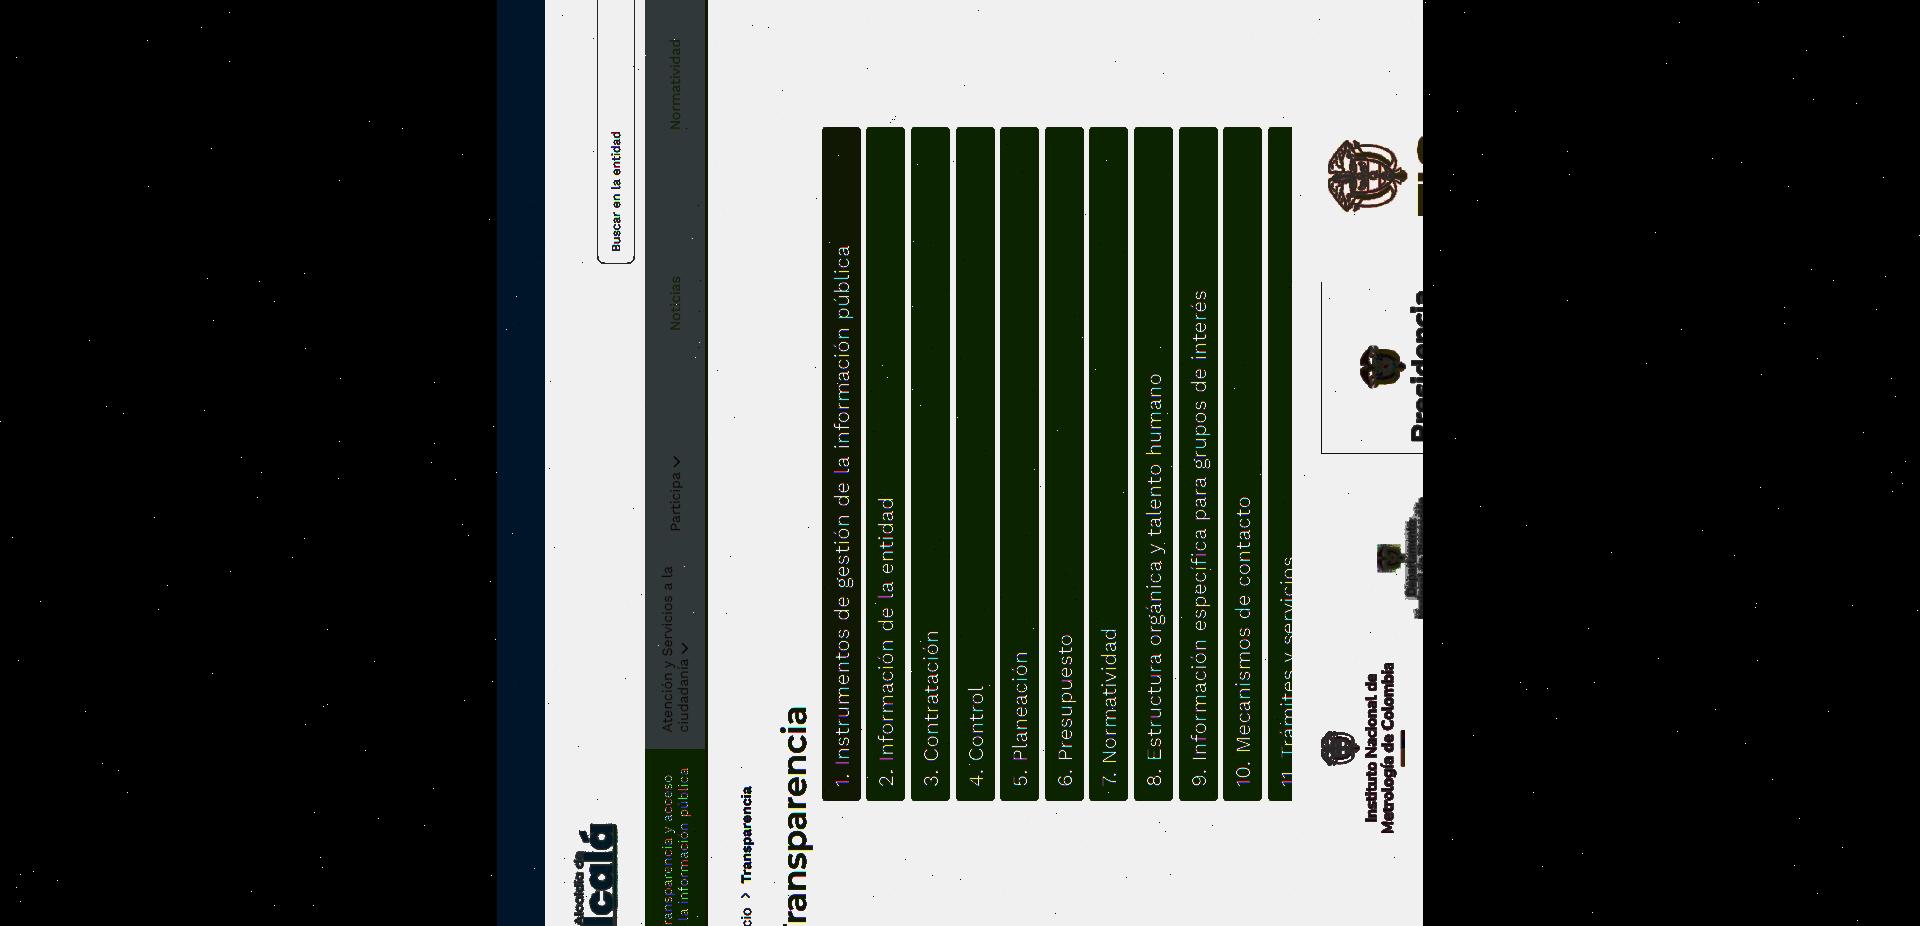 Alcaldía de
lcalá
Buscar en la entidad
ransparencia y acceso
la información pública
Atención y Servicios a la
ciudadanía
Participa
Noticias
Normatividad
cio > Transparencia
ransparencia
1. Instrumentos de gestión de la información pública
2. Información de la entidad
3. Contratación
4. Control
5. Planeación
6. Presupuesto
7. Normatividad
8. Estructura orgánica y talento humano
9. Información específica para grupos de interés
10. Mecanismos de contacto
11. Trámites y servicios
Instituto Nacional de
Metrología de Colombia
Presidencia